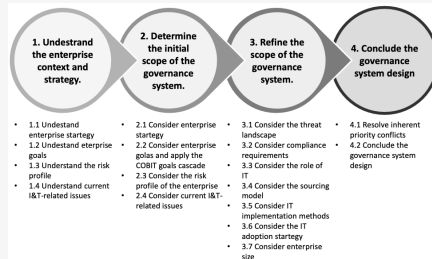 1. Undestrand
the enterprise
context and
strategy.
2. Determine
the initial
scope of the
governance
system.
3. Refine the
scope of the
governance
system.
4. Conclude the
governance
system design
• 1.1 Undestand
enterprise startegy
• 1.2 Undestand eterprise
goals
• 1.3 Understand the risk
profile
• 1.4 Understand current
I&T-related issues
• 2.1 Consider enterprise
startegy
• 2.2 Consider enterprise
golas and apply the
COBIT goals cascade
• 2.3 Consider the risk
profile of the enterprise
• 2.4 Consider current I&T-
related issues
• 3.1 Consider the threat
landscape
• 3.2 Consider compliance
requirements
• 3.3 Consider the role of
IT
• 3.4 Consider the sourcing
model
• 3.5 Consider IT
implementation methods
• 3.6 Consider the IT
adoption startegy
• 3.7 Consider enterprise
size
• 4.1 Resolve inherent
priority conflicts
• 4.2 Conclude the
governance system
design